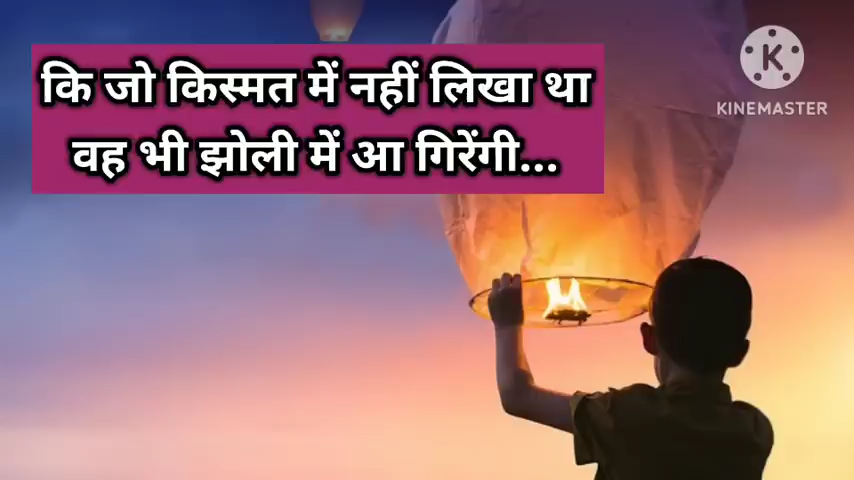 कि जो किस्मत में नहीं लिखा था
वह भी झोली में आ गिरेंगी...
K
KINEMASTER